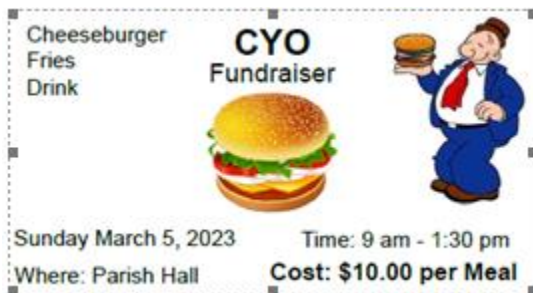 Cheeseburger
Fries
Drink
CYO
Fundraiser
Sunday March 5, 2023
Time: 9 am - 1:30 pm
Where: Parish Hall
Cost: $10.00 per Meal